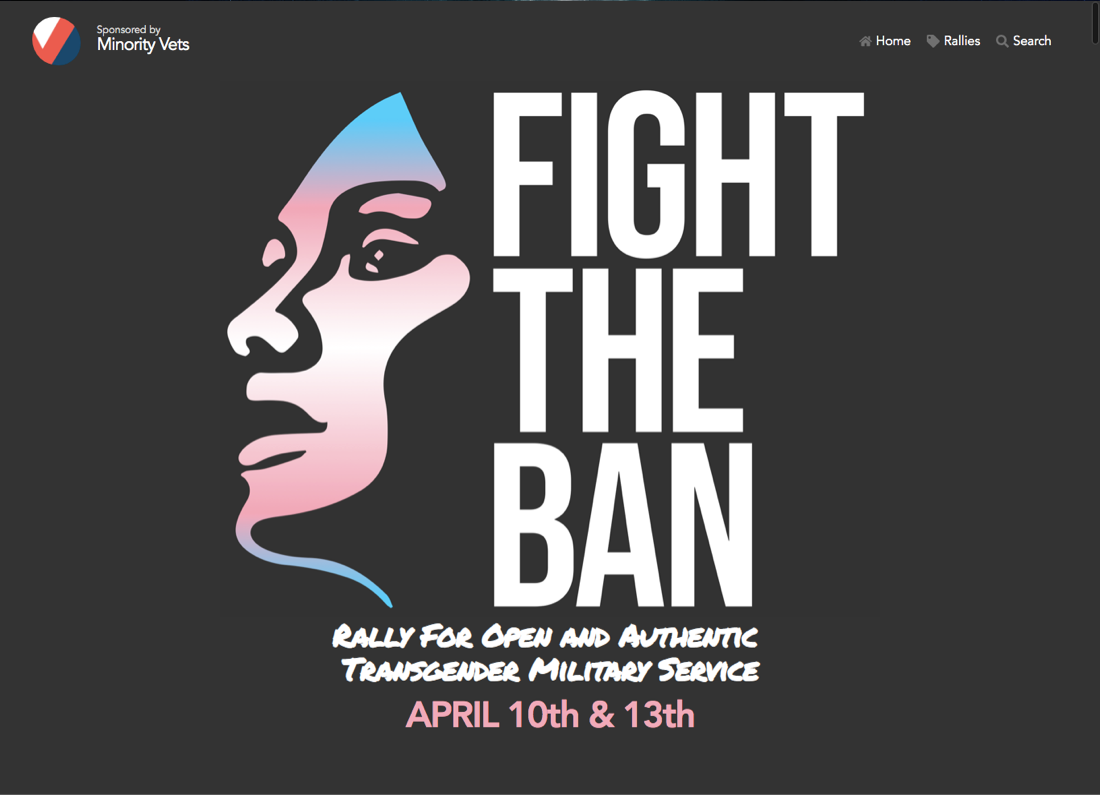 Sponsored by
Minority Vets
Home Rallies Search
FIGHT
THE
BAN
Rally For Open and Authentic
Transgender Military Service
APRIL 10th & 13th